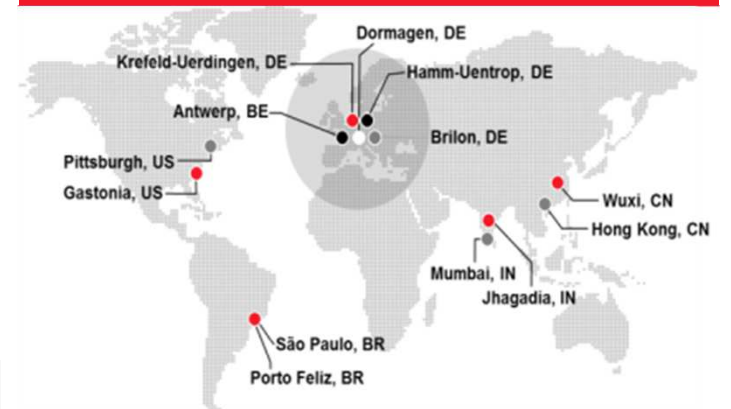 Dormagen, DE
Krefeld-Uerdingen, DE
Hamm-Uentrop, DE
Antwerp, BE
Brilon, DE
Pittsburgh, US
Gastonia, US
Wuxi, CN
Hong Kong, CN
Mumbai, IN
Jhagadia, IN
São Paulo, BR
Porto Feliz, BR